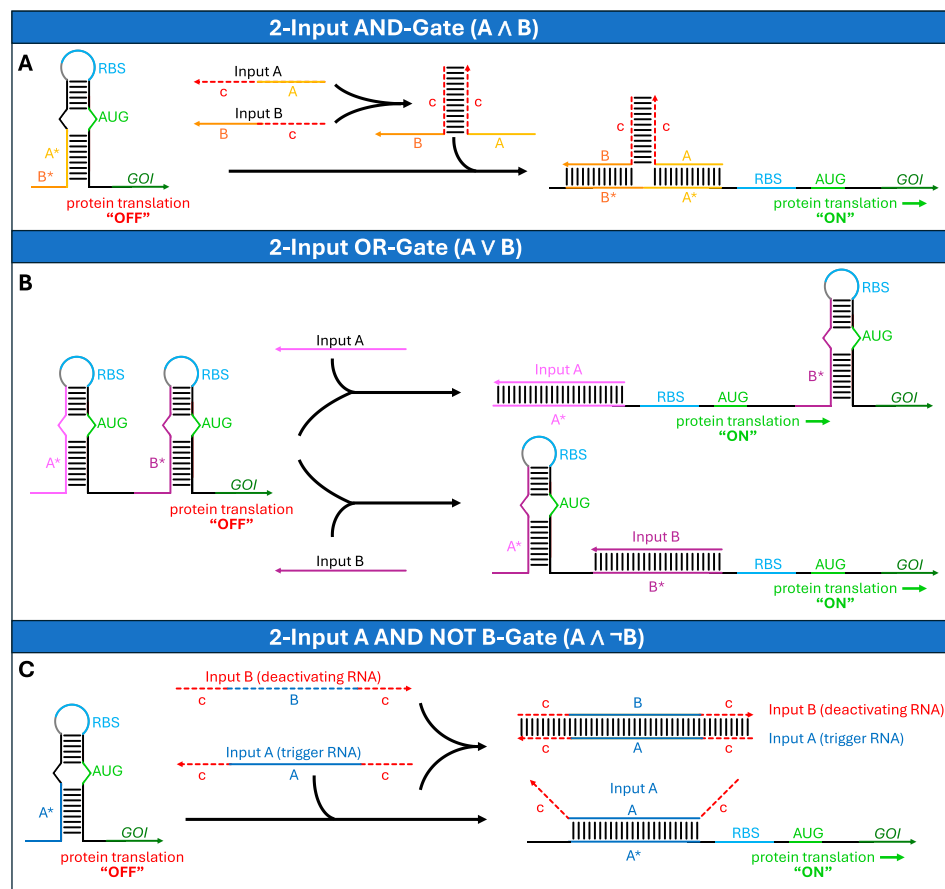 2-Input AND-Gate (A ∧ B)
A
RBS
AUG
A*
B*
GOI
protein translation
"OFF"
Input A
c
A
Input B
B
c
c
c
B
A
c
c
B
A
B*
A*
RBS
AUG
GOI
protein translation
"ON"
2-Input OR-Gate (A ∨ B)
B
RBS
AUG
A*
RBS
AUG
B*
GOI
protein translation
"OFF"
Input A
Input B
Input A
A*
RBS
AUG
RBS
AUG
B*
GOI
protein translation
"ON"
RBS
AUG
A*
Input B
B*
RBS
AUG
GOI
protein translation
"ON"
2-Input A AND NOT B-Gate (A ∧ ¬B)
C
RBS
AUG
A*
GOI
protein translation
"OFF"
Input B (deactivating RNA)
c
B
c
Input A (trigger RNA)
c
A
c
c
B
c
Input B (deactivating RNA)
c
A
c
Input A (trigger RNA)
Input A
c
A
c
A*
RBS
AUG
GOI
protein translation
"ON"